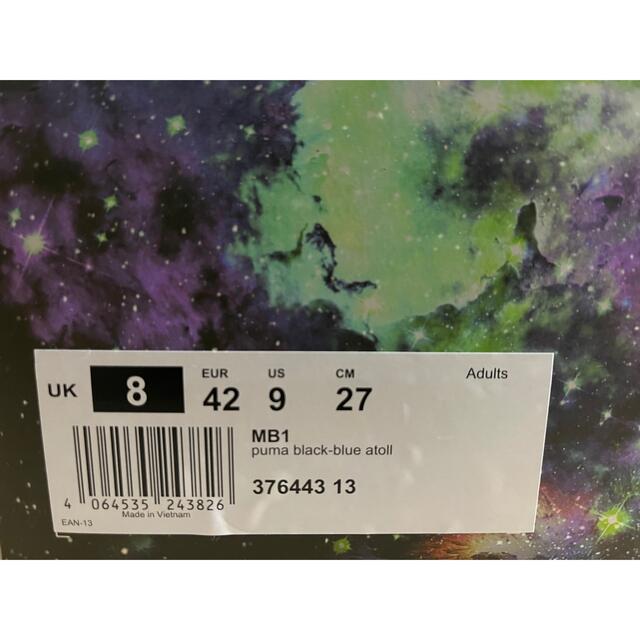 UK 8
EUR US CM
42 9 27
Adults
MB1
puma black-blue atoll
376443 13
4 064535 243826
Made in Vietnam
EAN-13